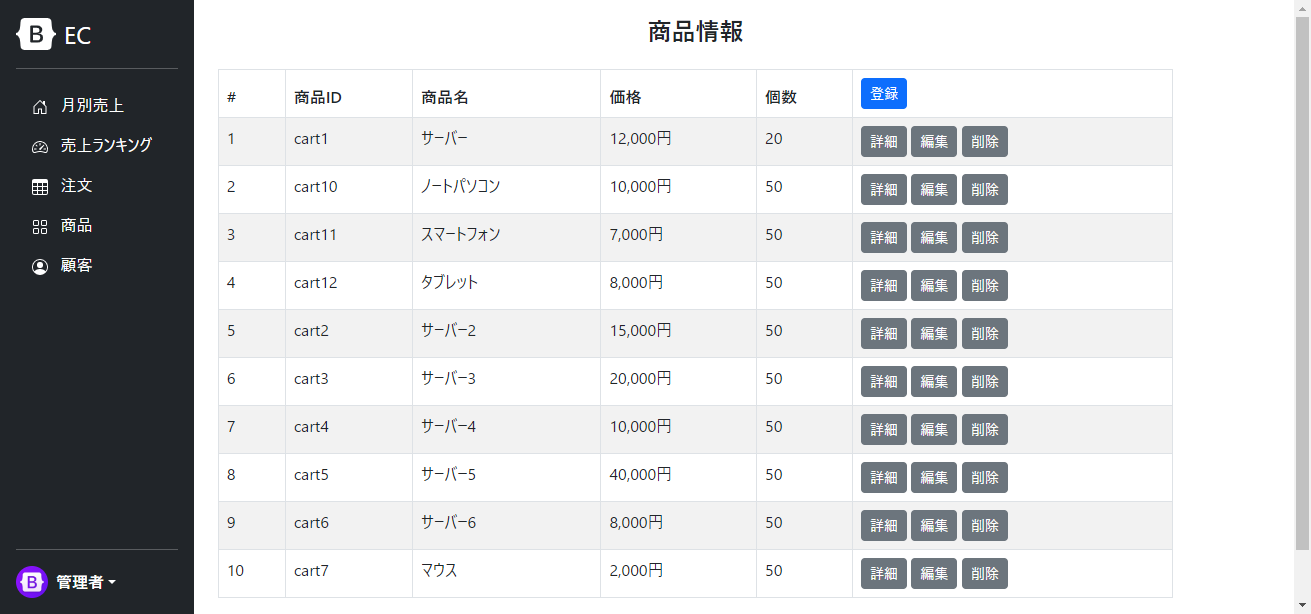 B EC
月別売上
売上ランキング
注文
商品
顧客
B 管理者
商品情報
# 商品ID 商品名 価格 個数 登録
1 cart1 サーバー 12,000円 20 詳細 編集 削除
2 cart10 ノートパソコン 10,000円 50 詳細 編集 削除
3 cart11 スマートフォン 7,000円 50 詳細 編集 削除
4 cart12 タブレット 8,000円 50 詳細 編集 削除
5 cart2 サーバー2 15,000円 50 詳細 編集 削除
6 cart3 サーバー3 20,000円 50 詳細 編集 削除
7 cart4 サーバー4 10,000円 50 詳細 編集 削除
8 cart5 サーバー5 40,000円 50 詳細 編集 削除
9 cart6 サーバー6 8,000円 50 詳細 編集 削除
10 cart7 マウス 2,000円 50 詳細 編集 削除